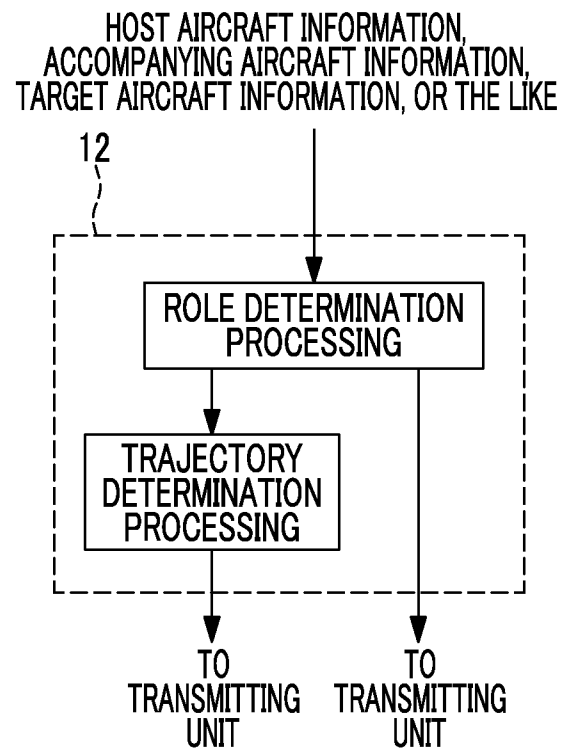 HOST AIRCRAFT INFORMATION,
ACCOMPANYING AIRCRAFT INFORMATION,
TARGET AIRCRAFT INFORMATION, OR THE LIKE
12
ROLE DETERMINATION
PROCESSING
TRAJECTORY
DETERMINATION
PROCESSING
TO
TRANSMITTING
UNIT
TO
TRANSMITTING
UNIT